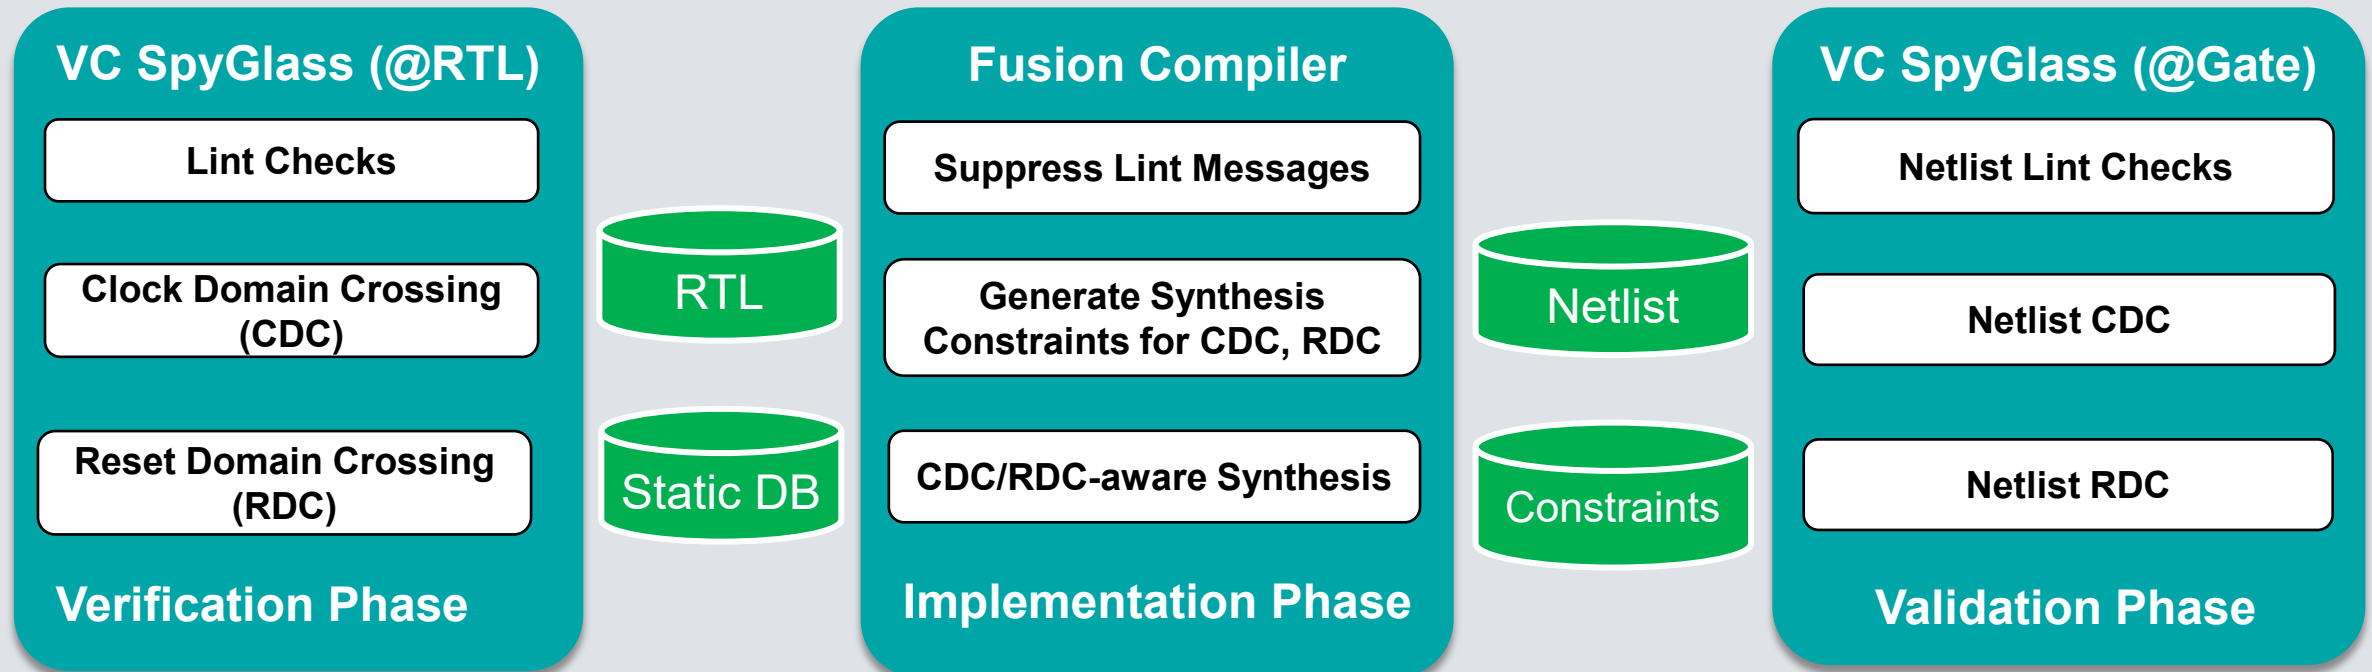 VC SpyGlass (@RTL)
Lint Checks
Clock Domain Crossing
(CDC)
Reset Domain Crossing
(RDC)
Verification Phase
RTL
Static DB
Fusion Compiler
Suppress Lint Messages
Generate Synthesis
Constraints for CDC, RDC
CDC/RDC-aware Synthesis
Implementation Phase
Netlist
Constraints
VC SpyGlass (@Gate)
Netlist Lint Checks
Netlist CDC
Netlist RDC
Validation Phase